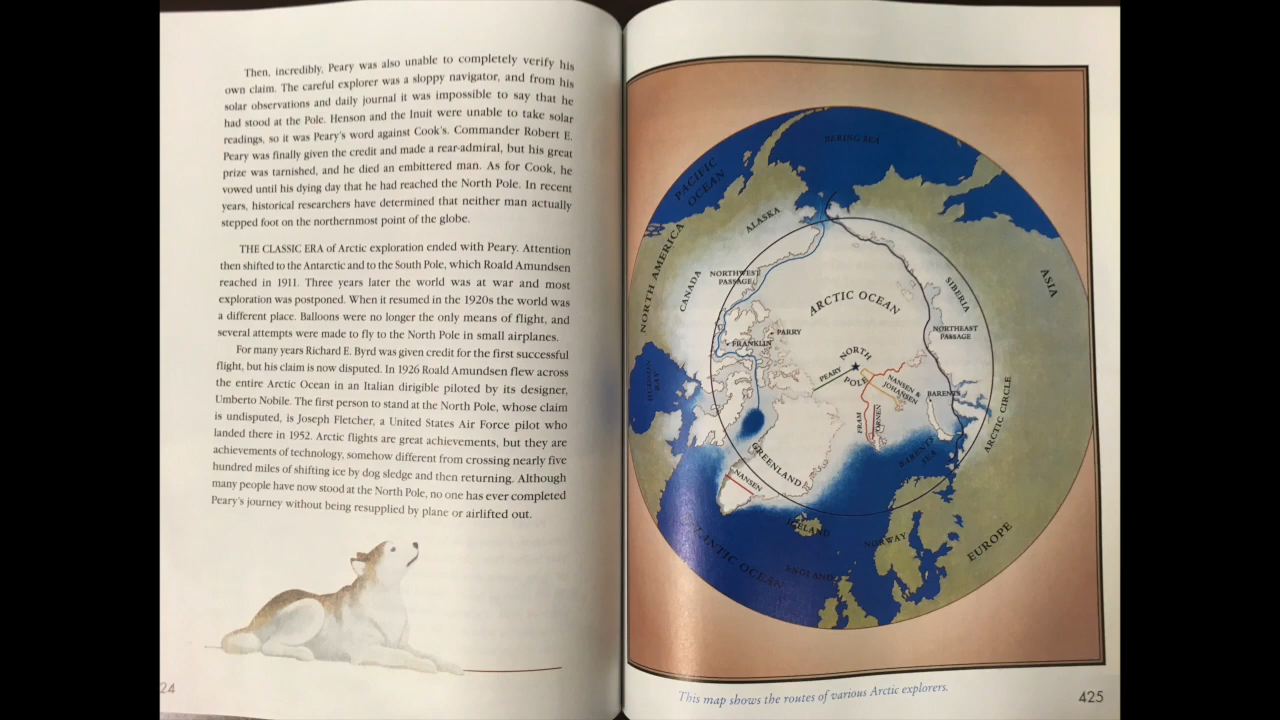 Then, incredibly, Peary was also unable to completely verify his
own claim. The careful explorer was a sloppy navigator, and from his
solar observations and daily journal it was impossible to say that he
had stood at the Pole. Henson and the Inuit were unable to take solar
readings, so it was Peary's word against Cook's. Commander Robert E.
Peary was finally given the credit and made a rear-admiral, but his great
prize was tarnished, and he died an embittered man. As for Cook, he
vowed until his dying day that he had reached the North Pole. In recent
years, historical researchers have determined that neither man actually
stepped foot on the northernmost point of the globe.
THE CLASSIC ERA of Arctic exploration ended with Peary. Attention
then shifted to the Antarctic and to the South Pole, which Roald Amundsen
reached in 1911. Three years later the world was at war and most
exploration was postponed. When it resumed in the 1920s the world was
a different place. Balloons were no longer the only means of flight, and
several attempts were made to fly to the North Pole in small airplanes.
For many years Richard E. Byrd was given credit for the first successful
flight, but his claim is now disputed. In 1926 Roald Amundsen flew across
the entire Arctic Ocean in an Italian dirigible piloted by its designer,
Umberto Nobile. The first person to stand at the North Pole, whose claim
is undisputed, is Joseph Fletcher, a United States Air Force pilot who
landed there in 1952. Arctic flights are great achievements, but they are
achievements of technology, somehow different from crossing nearly five
hundred miles of shifting ice by dog sledge and then returning. Although
many people have now stood at the North Pole, no one has ever completed
Peary's journey without being resupplied by plane or airlifted out.
24
BERING SEA
PACIFIC
OCEAN
ALASKA
NORTH AMERICA
CANADA
NORTHWEST
PASSAGE
ARCTIC OCEAN
SIBERIA
ASIA
PARRY
FRANKLIN
NORTHEAST
PASSAGE
HUDSON
BAY
NORTH
POLE
PEARY
NANSEN &
JOHANSEN
BARENTS
FRAM
ORNEN
ARCTIC CIRCLE
BARENTS
SEA
GREENLAND
NANSEN
ICELAND
NORWAY
EUROPE
ENGLAND
LANTIC OCEAN
This map shows the routes of various Arctic explorers.
425